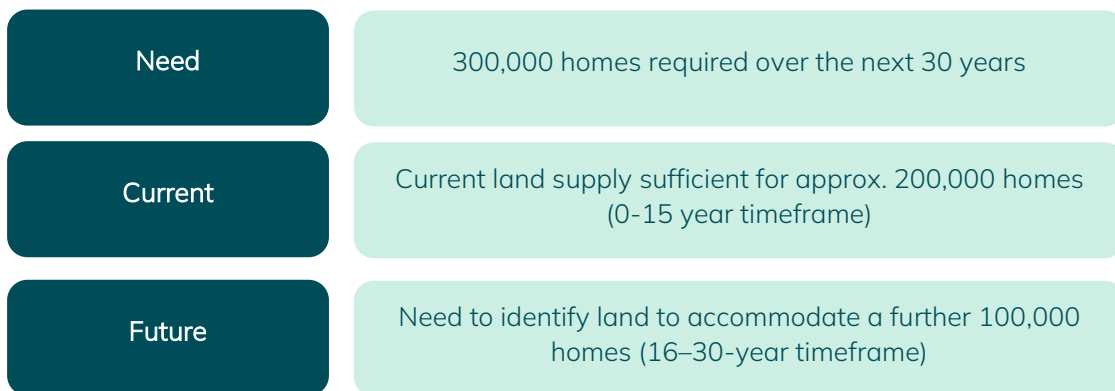 Need
300,000 homes required over the next 30 years
Current
Current land supply sufficient for approx. 200,000 homes
(0-15 year timeframe)
Future
Need to identify land to accommodate a further 100,000
homes (16–30-year timeframe)